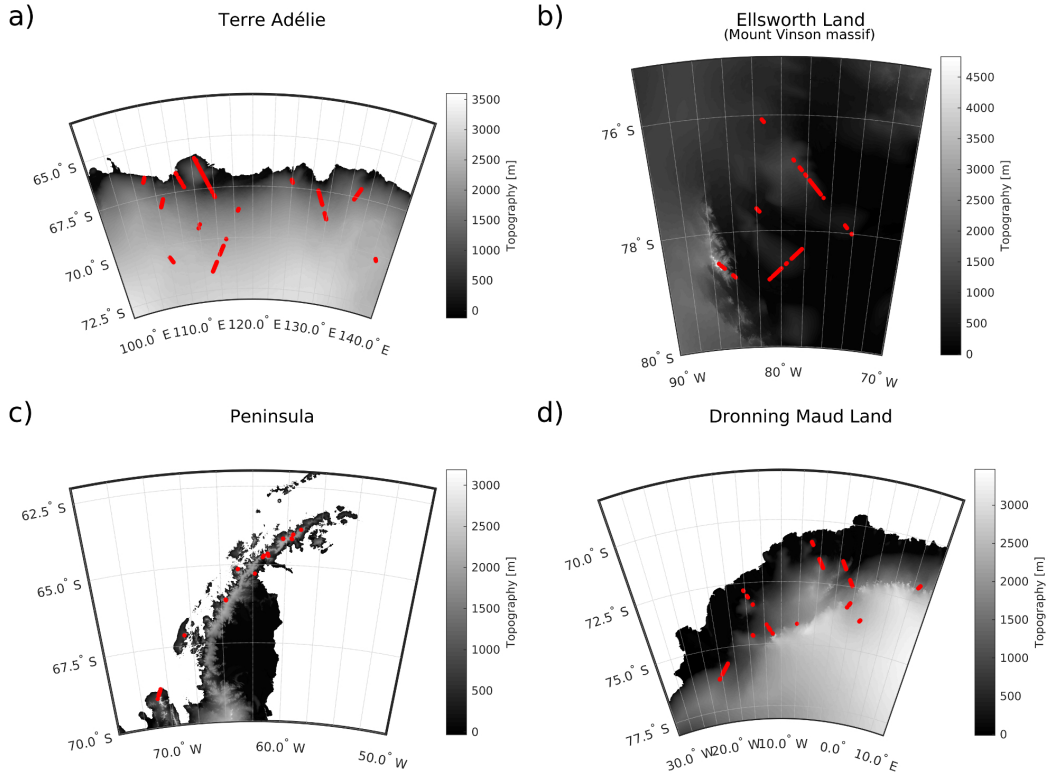 a)
Terre Adélie
65.0° S
67.5° S
70.0° S
72.5° S
100.0° E
110.0° E
120.0° E
130.0° E
140.0° E
3500
3000
2500
2000
1500
1000
500
0
Topography [m]
b)
Ellsworth Land
(Mount Vinson massif)
76° S
78° S
80° S
90° W
80° W
70° W
4500
4000
3500
3000
2500
2000
1500
1000
500
0
Topography [m]
c)
Peninsula
62.5° S
65.0° S
67.5° S
70.0° S
70.0° W
60.0° W
50.0° W
3000
2500
2000
1500
1000
500
0
Topography [m]
d)
Dronning Maud Land
70.0° S
72.5° S
75.0° S
77.5° S
30.0° W
20.0° W
10.0° W
0.0° E
10.0° E
3000
2500
2000
1500
1000
500
0
Topography [m]